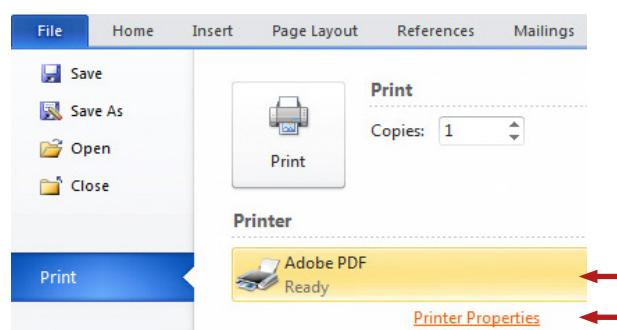 File Home Insert Page Layout References Mailings
Save
Save As
Open
Close
Print
Print
Copies: 1
Print
Printer
Adobe PDF
Ready
Printer Properties